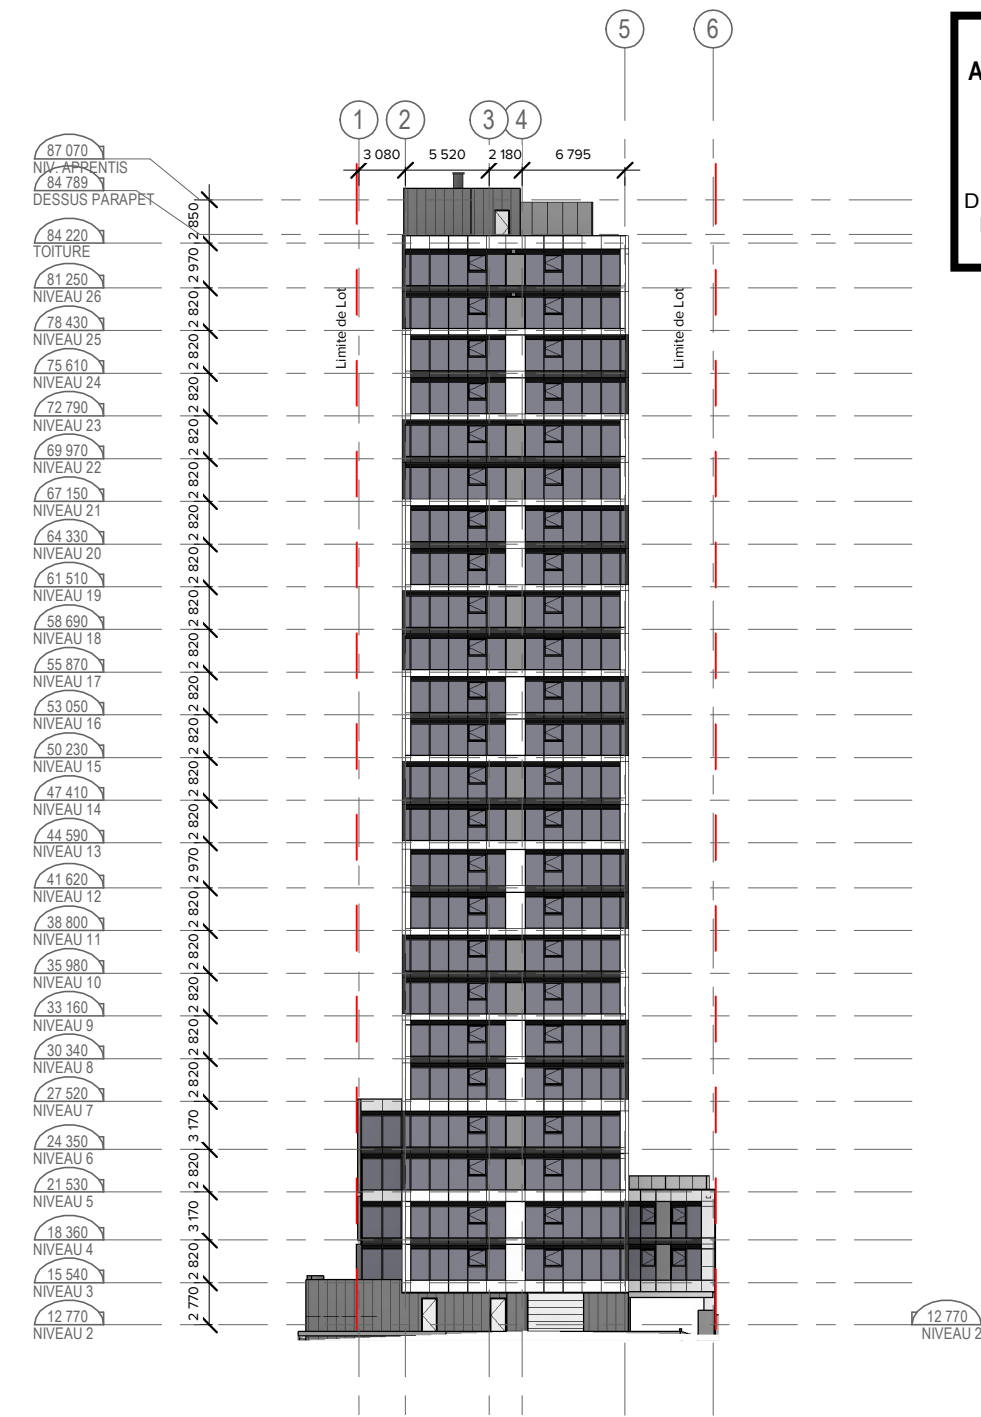 5 6
A
1 2 3 4
3 080 5 520 2 180 6 795
87 070
NIV. APPENTIS
84 789
DESSUS PARAPET
D
2 850
84 220
TOITURE
2 970
81 250
NIVEAU 26
Limite de Lot
Limite de Lot
2 820
78 430
NIVEAU 25
2 820
75 610
NIVEAU 24
2 820
72 790
NIVEAU 23
2 820
69 970
NIVEAU 22
2 820
67 150
NIVEAU 21
2 820
64 330
NIVEAU 20
2 820
61 510
NIVEAU 19
2 820
58 690
NIVEAU 18
2 820
55 870
NIVEAU 17
2 820
53 050
NIVEAU 16
2 820
50 230
NIVEAU 15
2 820
47 410
NIVEAU 14
2 820
44 590
NIVEAU 13
2 970
41 620
NIVEAU 12
2 820
38 800
NIVEAU 11
2 820
35 980
NIVEAU 10
2 820
33 160
NIVEAU 9
2 820
30 340
NIVEAU 8
2 820
27 520
NIVEAU 7
3 170
24 350
NIVEAU 6
2 820
21 530
NIVEAU 5
3 170
18 360
NIVEAU 4
2 820
15 540
NIVEAU 3
2 770
12 770
NIVEAU 2
12 770
NIVEAU 2